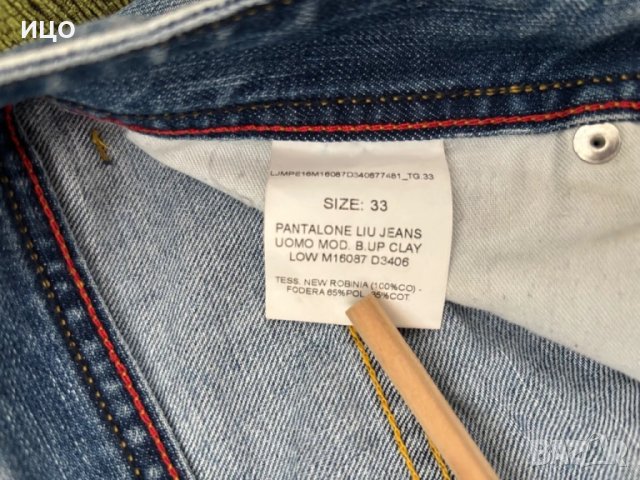 ицо
LJMPE16M16087D340677481_TG.33
SIZE: 33
PANTALONE LIU JEANS
UOMO MOD. B.UP CLAY
LOW M16087 D3406
TESS. NEW ROBINIA (100%CO) -
FODERA 65%POL 35%COT